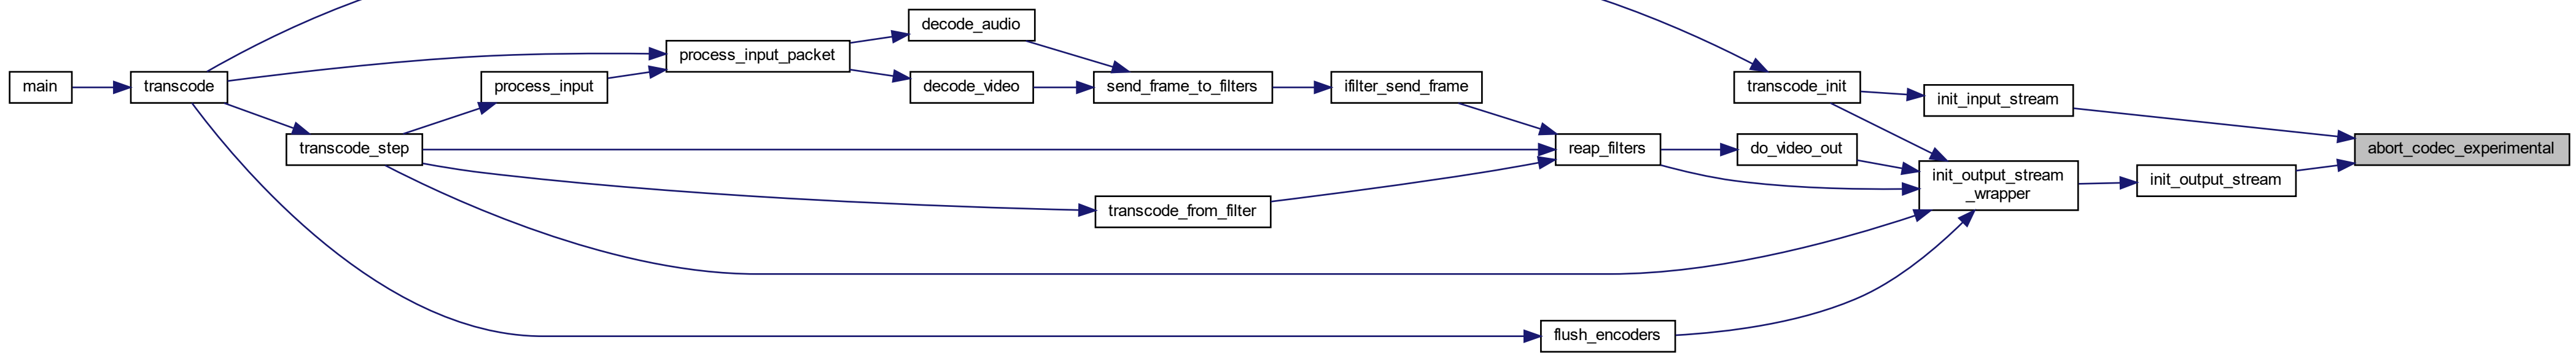 main
transcode
transcode_step
process_input
process_input_packet
decode_audio
decode_video
send_frame_to_filters
transcode_from_filter
ifilter_send_frame
reap_filters
flush_encoders
transcode_init
do_video_out
init_input_stream
init_output_stream
_wrapper
init_output_stream
abort_codec_experimental